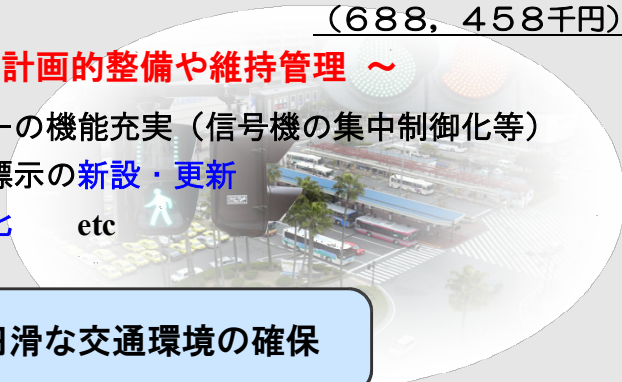 (688，458千円)
計画的整備や維持管理 ～
ーの機能充実（信号機の集中制御化等）
標示の新設・更新
化 etc
円滑な交通環境の確保